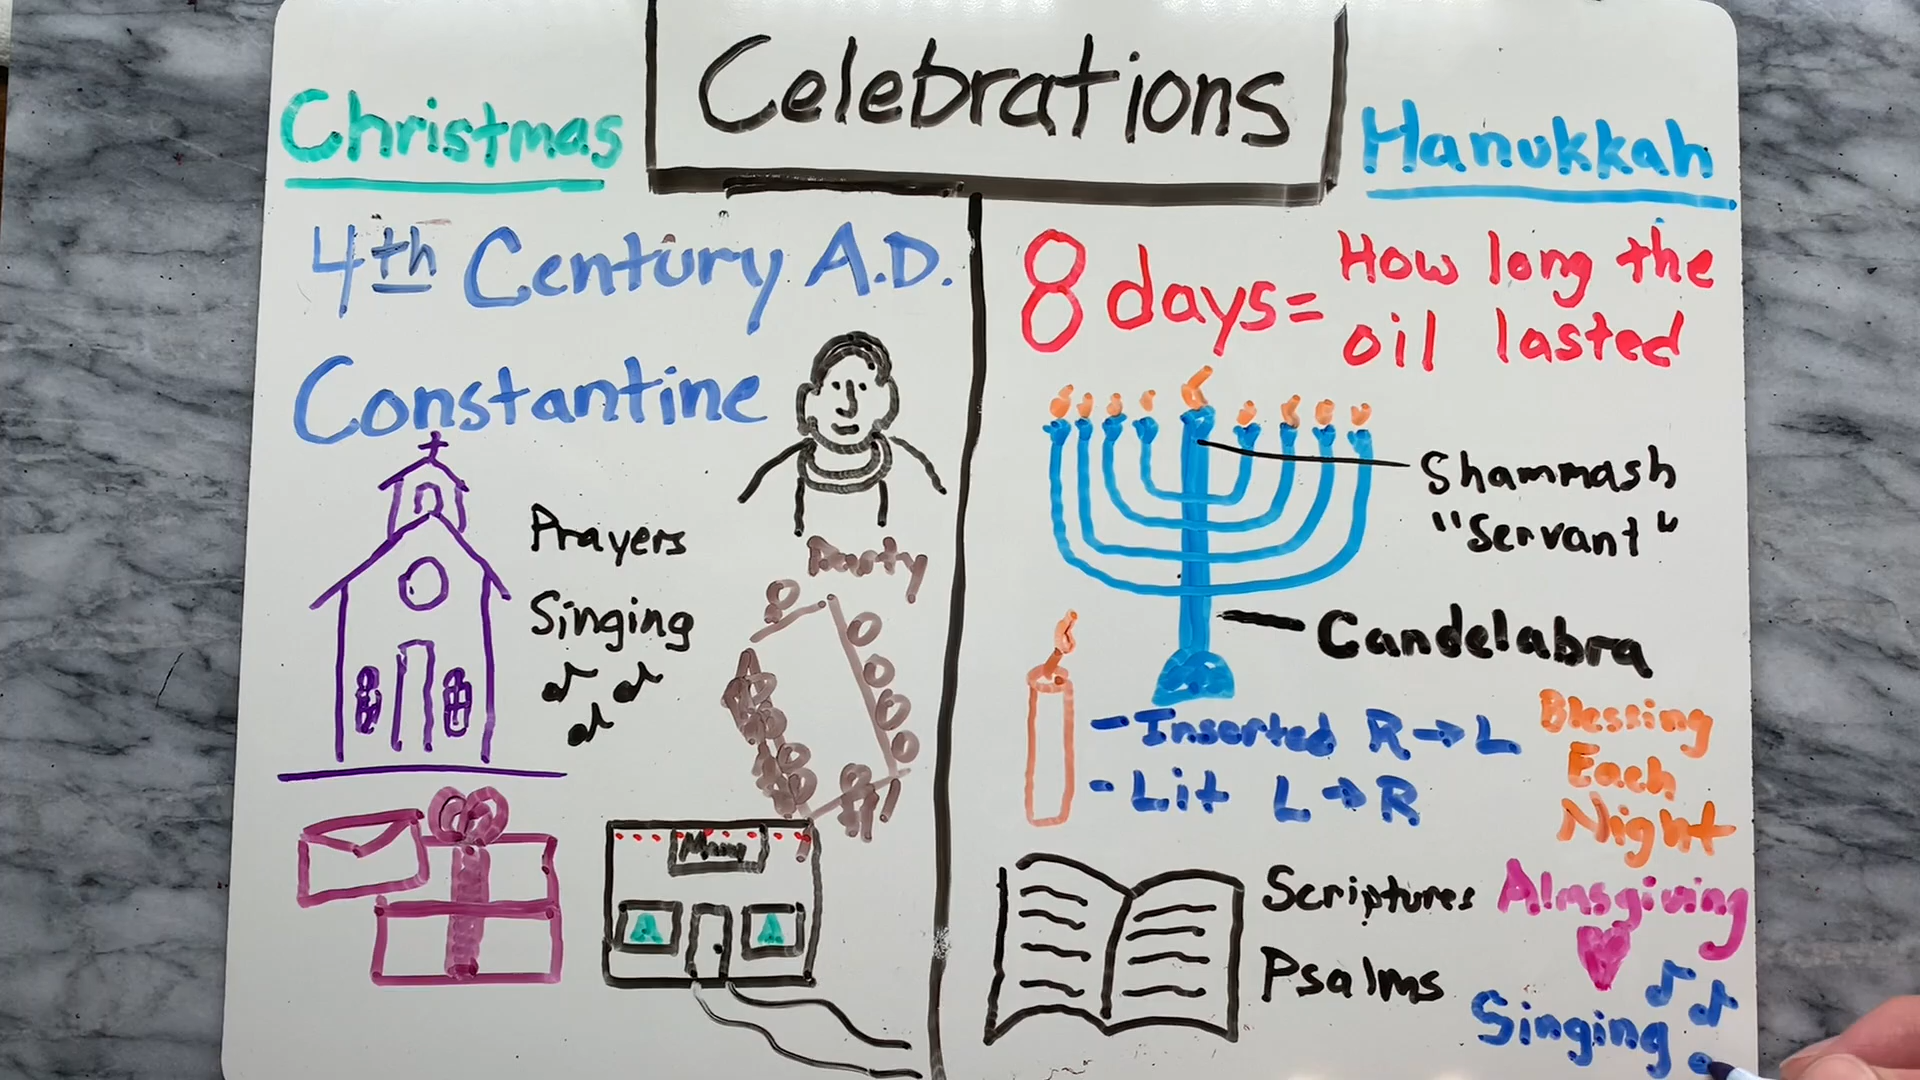 Celebrations
Christmas
4th Century A.D.
Constantine
Prayers
Singing
Party
Hanukkah
8 days = How long the
oil lasted
Shammash
"Servant"
Candelabra
- Inserted R→L
- Lit L→R
Blessing
Each
Night
Scriptures
Psalms
Almsgiving
Singing